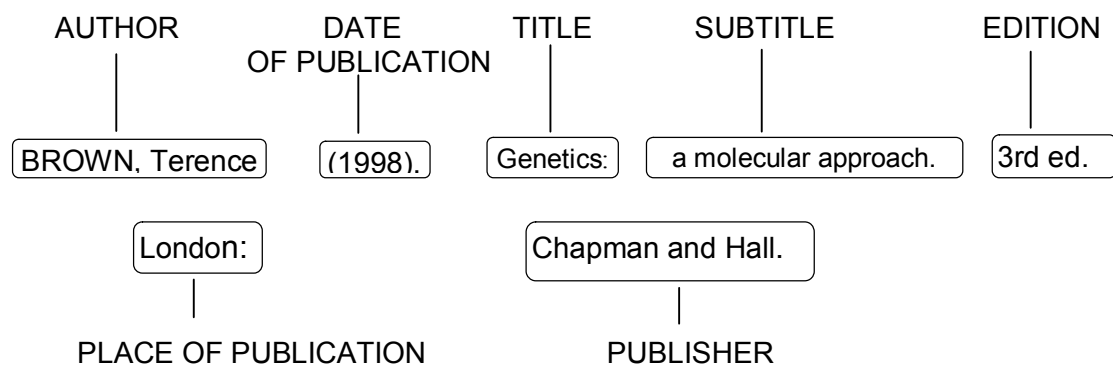 AUTHOR DATE TITLE SUBTITLE EDITION
OF PUBLICATION
BROWN, Terence (1998). Genetics: a molecular approach. 3rd ed.
London: Chapman and Hall.
PLACE OF PUBLICATION PUBLISHER